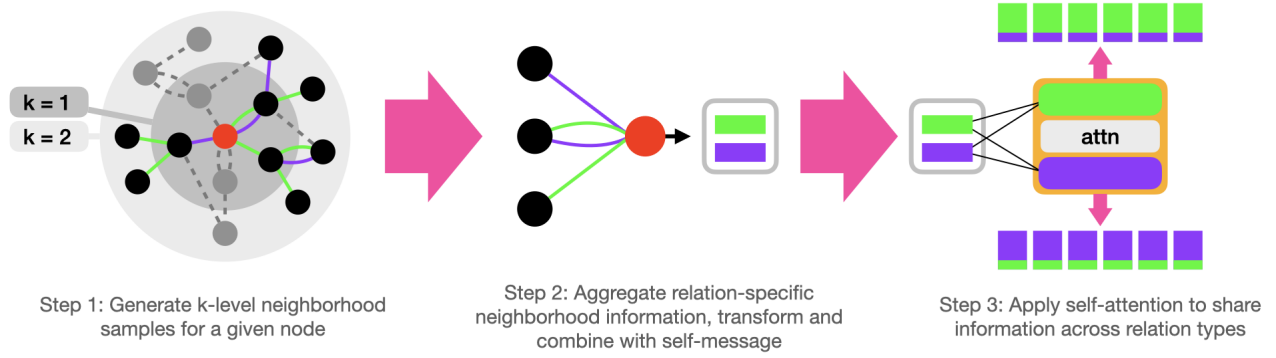 k = 1
k = 2
attn
Step 1: Generate k-level neighborhood
samples for a given node
Step 2: Aggregate relation-specific
neighborhood information, transform and
combine with self-message
Step 3: Apply self-attention to share
information across relation types